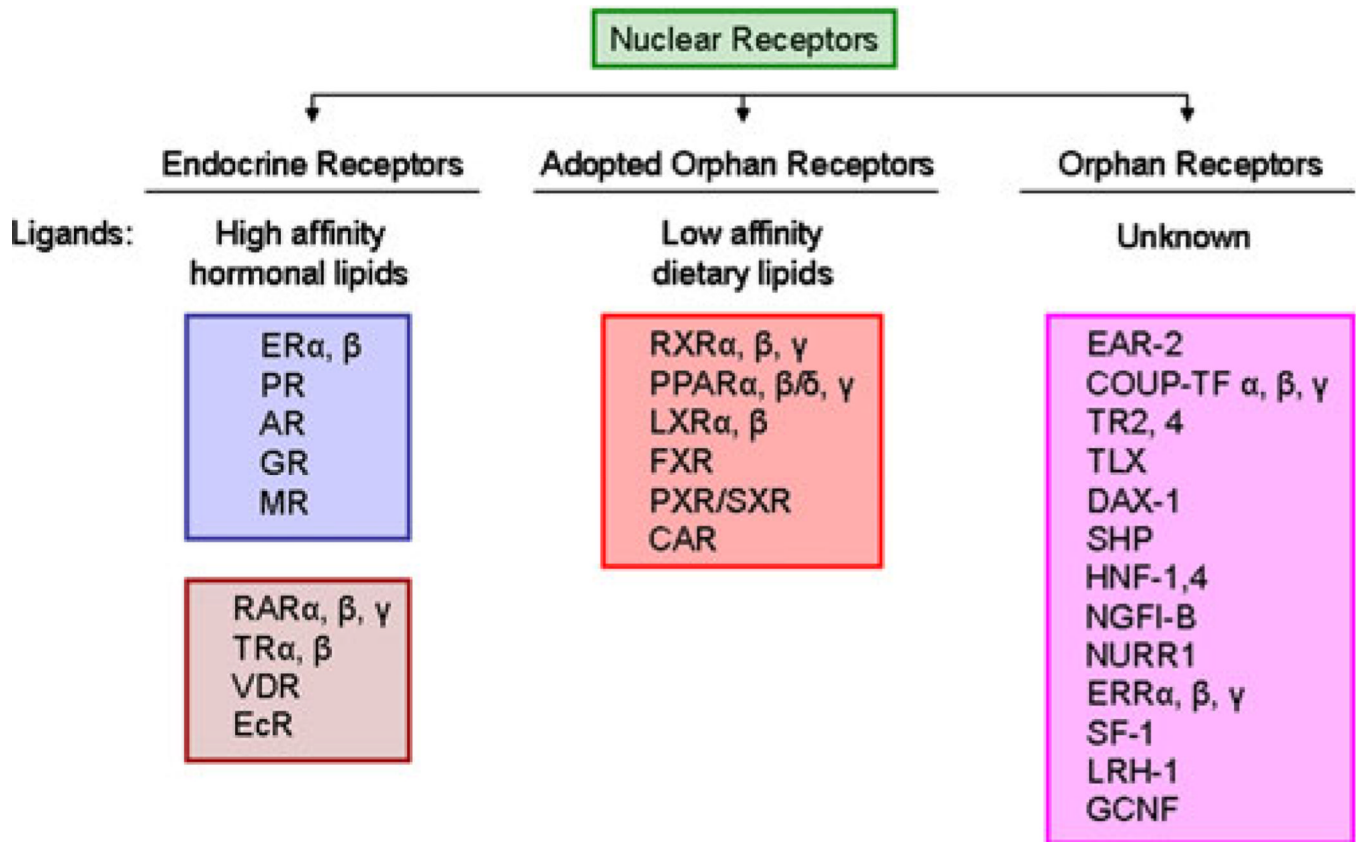 Nuclear Receptors
Endocrine Receptors
Adopted Orphan Receptors
Orphan Receptors
Ligands:
High affinity
hormonal lipids
Low affinity
dietary lipids
Unknown
ERα, β
PR
AR
GR
MR
RARα, β, γ
TRα, β
VDR
EcR
RXRα, β, γ
PPARα, β/δ, γ
LXRα, β
FXR
PXR/SXR
CAR
EAR-2
COUP-TF α, β, γ
TR2, 4
TLX
DAX-1
SHP
HNF-1,4
NGFI-B
NURR1
ERRα, β, γ
SF-1
LRH-1
GCNF